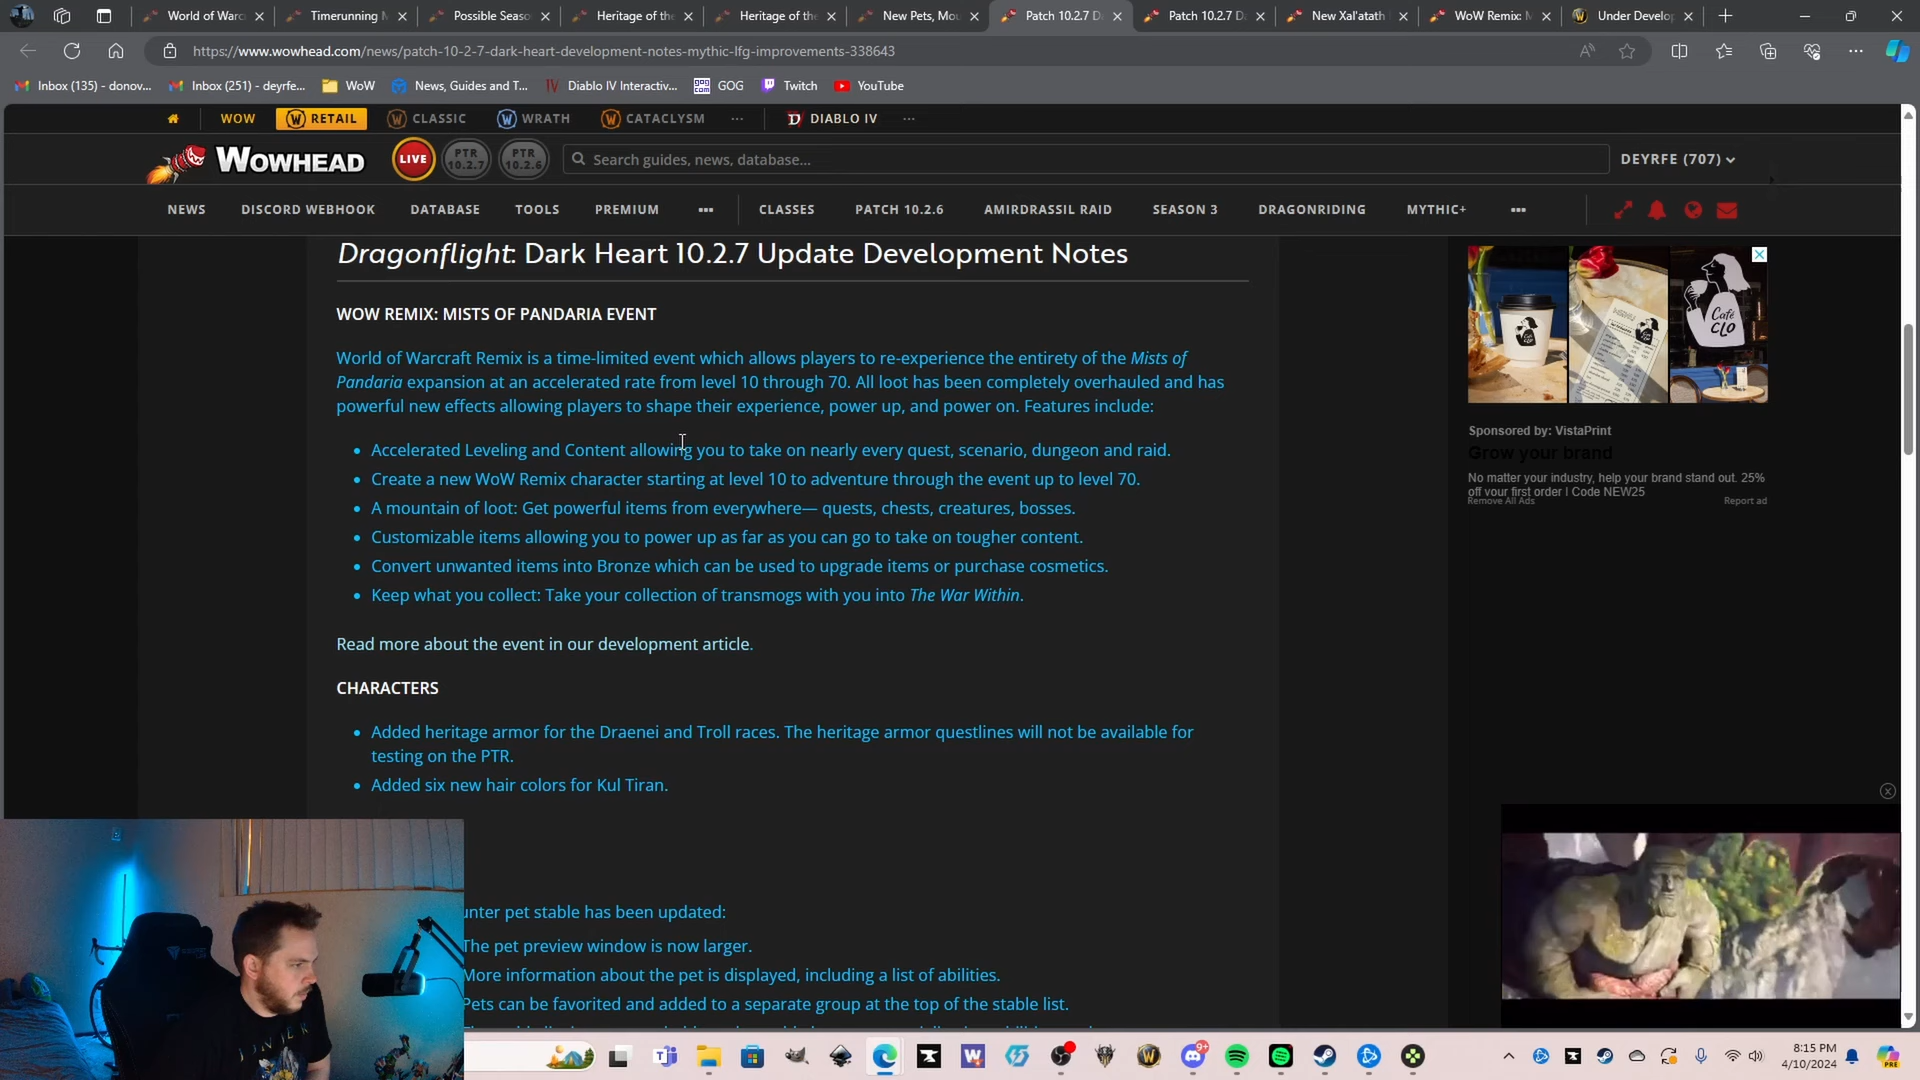 World of Warc
Timerunning M
Possible Seaso
Heritage of the
Heritage of the
New Pets, Mou
Patch 10.2.7 D
Patch 10.2.7 D
New Xal'atath
WoW Remix: M
Under Develop
https://www.wowhead.com/news/patch-10-2-7-dark-heart-development-notes-mythic-lfg-improvements-338643
Inbox (135) - donov...
Inbox (251) - deyrfe...
WoW
News, Guides and T...
Diablo IV Interactiv...
GOG
Twitch
YouTube
WOW
RETAIL
CLASSIC
WRATH
CATACLYSM
DIABLO IV
WOWHEAD
LIVE
PTR 10.2.7
PTR 10.2.6
Search guides, news, database...
DEYRFE (707)
NEWS
DISCORD WEBHOOK
DATABASE
TOOLS
PREMIUM
CLASSES
PATCH 10.2.6
AMIRDRASSIL RAID
SEASON 3
DRAGONRIDING
MYTHIC+
Dragonflight: Dark Heart 10.2.7 Update Development Notes
WOW REMIX: MISTS OF PANDARIA EVENT
World of Warcraft Remix is a time-limited event which allows players to re-experience the entirety of the Mists of
Pandaria expansion at an accelerated rate from level 10 through 70. All loot has been completely overhauled and has
powerful new effects allowing players to shape their experience, power up, and power on. Features include:
• Accelerated Leveling and Content allowing you to take on nearly every quest, scenario, dungeon and raid.
• Create a new WoW Remix character starting at level 10 to adventure through the event up to level 70.
• A mountain of loot: Get powerful items from everywhere— quests, chests, creatures, bosses.
• Customizable items allowing you to power up as far as you can go to take on tougher content.
• Convert unwanted items into Bronze which can be used to upgrade items or purchase cosmetics.
• Keep what you collect: Take your collection of transmogs with you into The War Within.
Read more about the event in our development article.
CHARACTERS
• Added heritage armor for the Draenei and Troll races. The heritage armor questlines will not be available for
testing on the PTR.
• Added six new hair colors for Kul Tiran.
unter pet stable has been updated:
The pet preview window is now larger.
More information about the pet is displayed, including a list of abilities.
Pets can be favorited and added to a separate group at the top of the stable list.
Café
CLO
Sponsored by: VistaPrint
Grow your brand
No matter your industry, help your brand stand out. 25%
off your first order | Code NEW25
Remove All Ads
Report ad
8:15 PM
4/10/2024